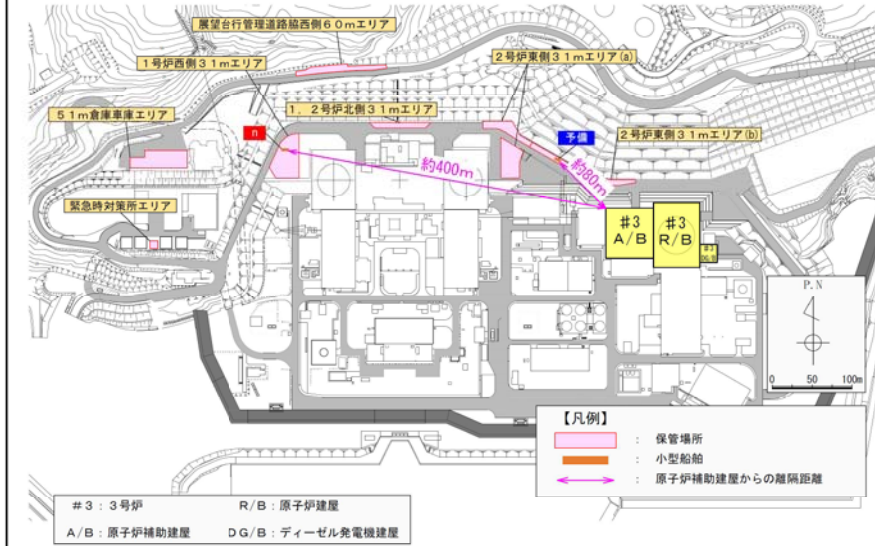 展望台行管理道路脇西側60mエリア
1号炉西側31mエリア
2号炉東側31mエリア(a)
51m倉庫車庫エリア
1，2号炉北側31mエリア
n
予備
2号炉東側31mエリア(b)
約400m
約80m
緊急時対策所エリア
#3
A/B
#3
R/B
#3
DG/B
P.N
0 50 100m
【凡例】
： 保管場所
： 小型船舶
： 原子炉補助建屋からの離隔距離
#3：3号炉 R/B：原子炉建屋
A/B：原子炉補助建屋 DG/B：ディーゼル発電機建屋